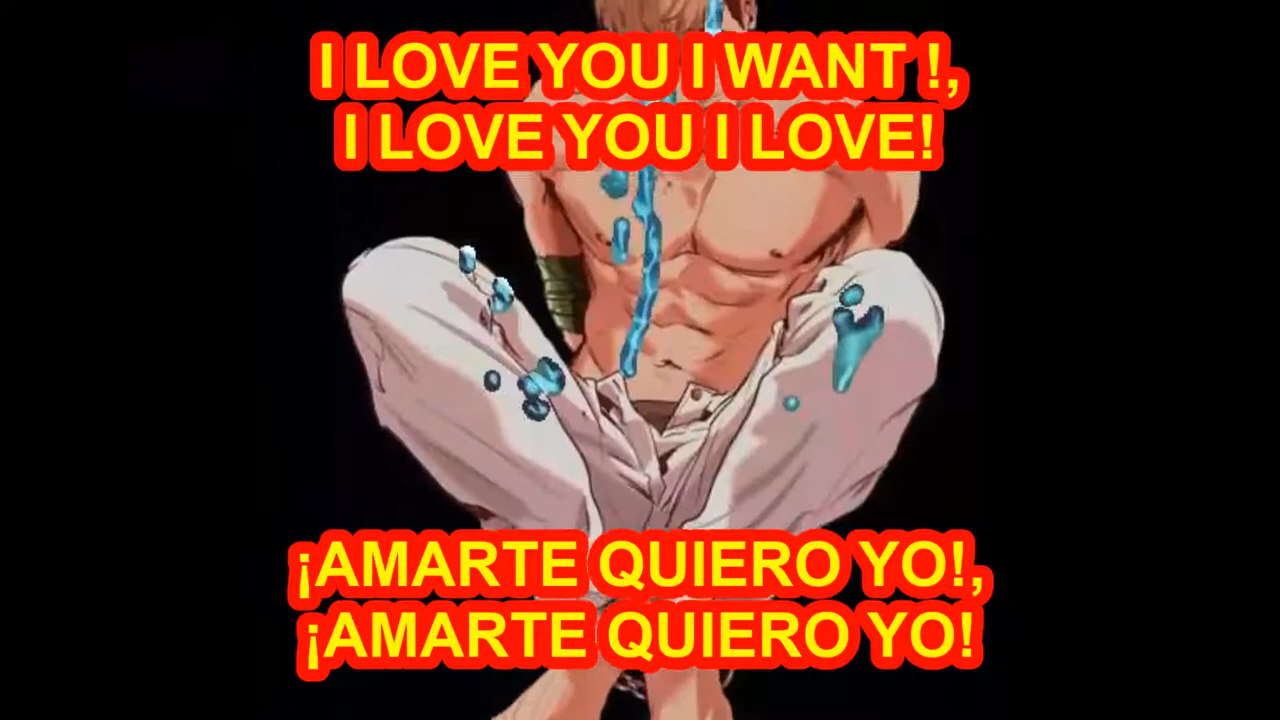 I LOVE YOU I WANT !,
I LOVE YOU I LOVE!
¡AMARTE QUIERO YO!,
¡AMARTE QUIERO YO!